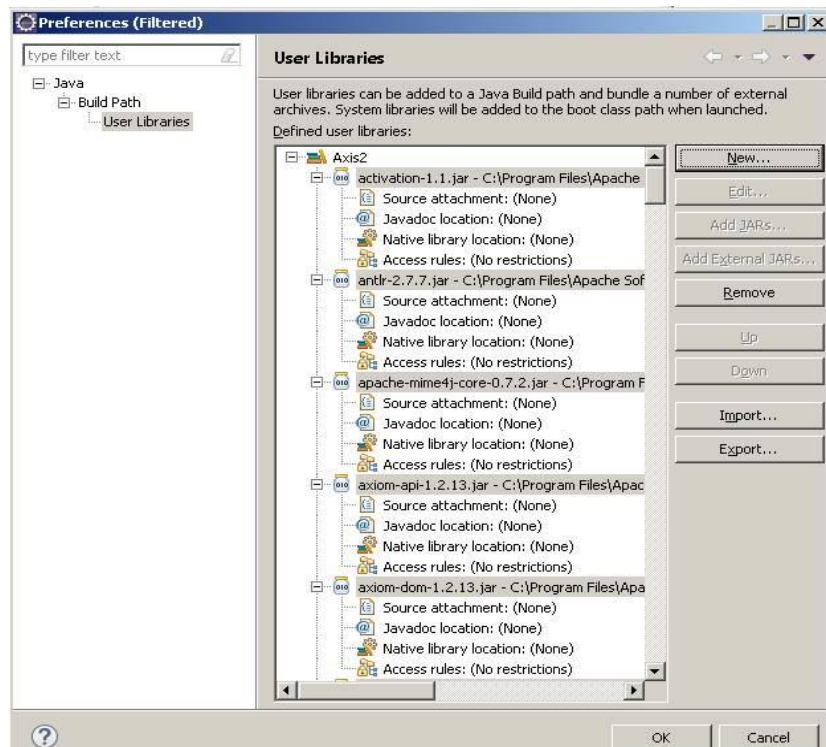 Preferences (Filtered)
type filter text
Java
Build Path
User Libraries
User Libraries
User libraries can be added to a Java Build path and bundle a number of external
archives. System libraries will be added to the boot class path when launched.
Defined user libraries:
Axis2
activation-1.1.jar - C:\Program Files\Apache
Source attachment: (None)
Javadoc location: (None)
Native library location: (None)
Access rules: (No restrictions)
antlr-2.7.7.jar - C:\Program Files\Apache Sof
Source attachment: (None)
Javadoc location: (None)
Native library location: (None)
Access rules: (No restrictions)
apache-mime4j-core-0.7.2.jar - C:\Program F
Source attachment: (None)
Javadoc location: (None)
Native library location: (None)
Access rules: (No restrictions)
axiom-api-1.2.13.jar - C:\Program Files\Apac
Source attachment: (None)
Javadoc location: (None)
Native library location: (None)
Access rules: (No restrictions)
axiom-dom-1.2.13.jar - C:\Program Files\Apa
Source attachment: (None)
Javadoc location: (None)
Native library location: (None)
Access rules: (No restrictions)
New...
Edit...
Add JARs...
Add External JARs...
Remove
Up
Down
Import...
Export...
OK
Cancel